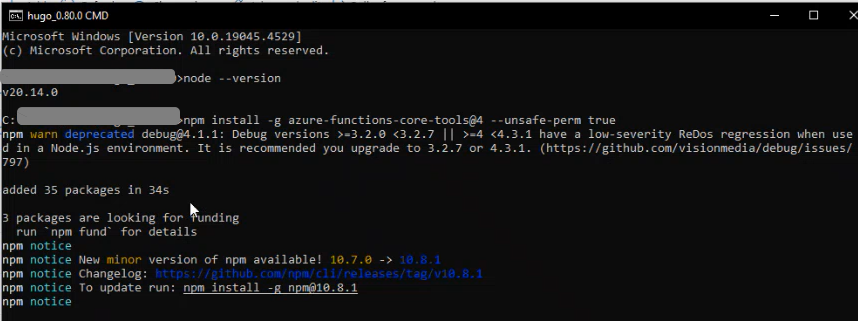 hugo_0.80.0 CMD
Microsoft Windows [Version 10.0.19045.4529]
(c) Microsoft Corporation. All rights reserved.
>node --version
v20.14.0
C: >npm install -g azure-functions-core-tools@4 --unsafe-perm true
npm warn deprecated debug@4.1.1: Debug versions >=3.2.0 <3.2.7 || >=4 <4.3.1 have a low-severity ReDos regression when use
d in a Node.js environment. It is recommended you upgrade to 3.2.7 or 4.3.1. (https://github.com/visionmedia/debug/issues/
797)
added 35 packages in 34s
3 packages are looking for funding
run `npm fund` for details
npm notice
npm notice New minor version of npm available! 10.7.0 -> 10.8.1
npm notice Changelog: https://github.com/npm/cli/releases/tag/v10.8.1
npm notice To update run: npm install -g npm@10.8.1
npm notice